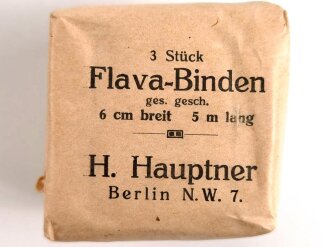 3 Stück
Flava-Binden
ges. gesch.
6 cm breit 5 m lang
H. Hauptner
Berlin N.W. 7.